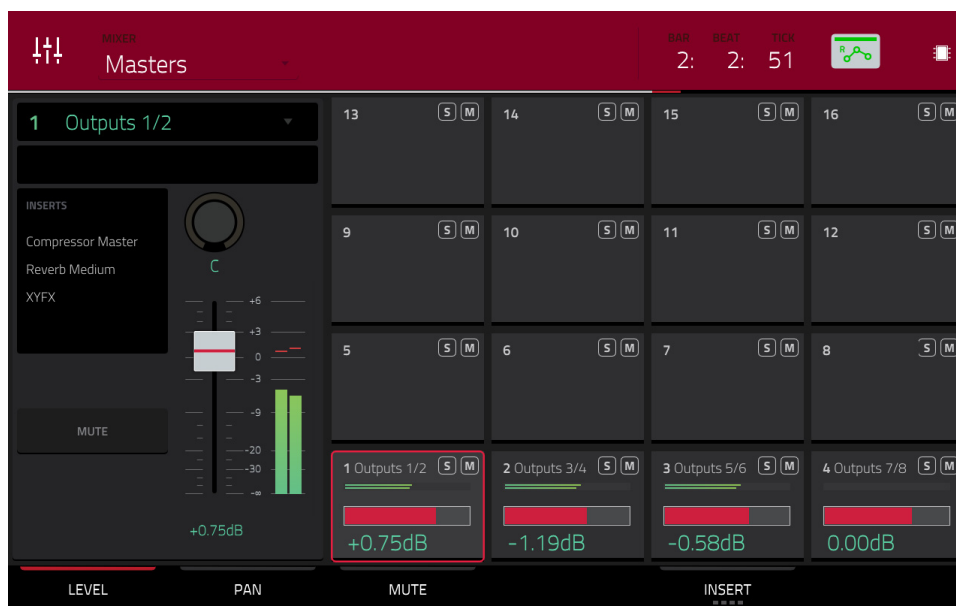 MIXER
Masters
BAR BEAT TICK
2: 2: 51
R
1 Outputs 1/2
INSERTS
Compressor Master
Reverb Medium
XYFX
C
+6
+3
0
-3
-9
-20
-30
-∞
MUTE
+0.75dB
13 S M
14 S M
15 S M
16 S M
9 S M
10 S M
11 S M
12 S M
5 S M
6 S M
7 S M
8 S M
1 Outputs 1/2 S M
+0.75dB
2 Outputs 3/4 S M
-1.19dB
3 Outputs 5/6 S M
-0.58dB
4 Outputs 7/8 S M
0.00dB
LEVEL PAN MUTE INSERT